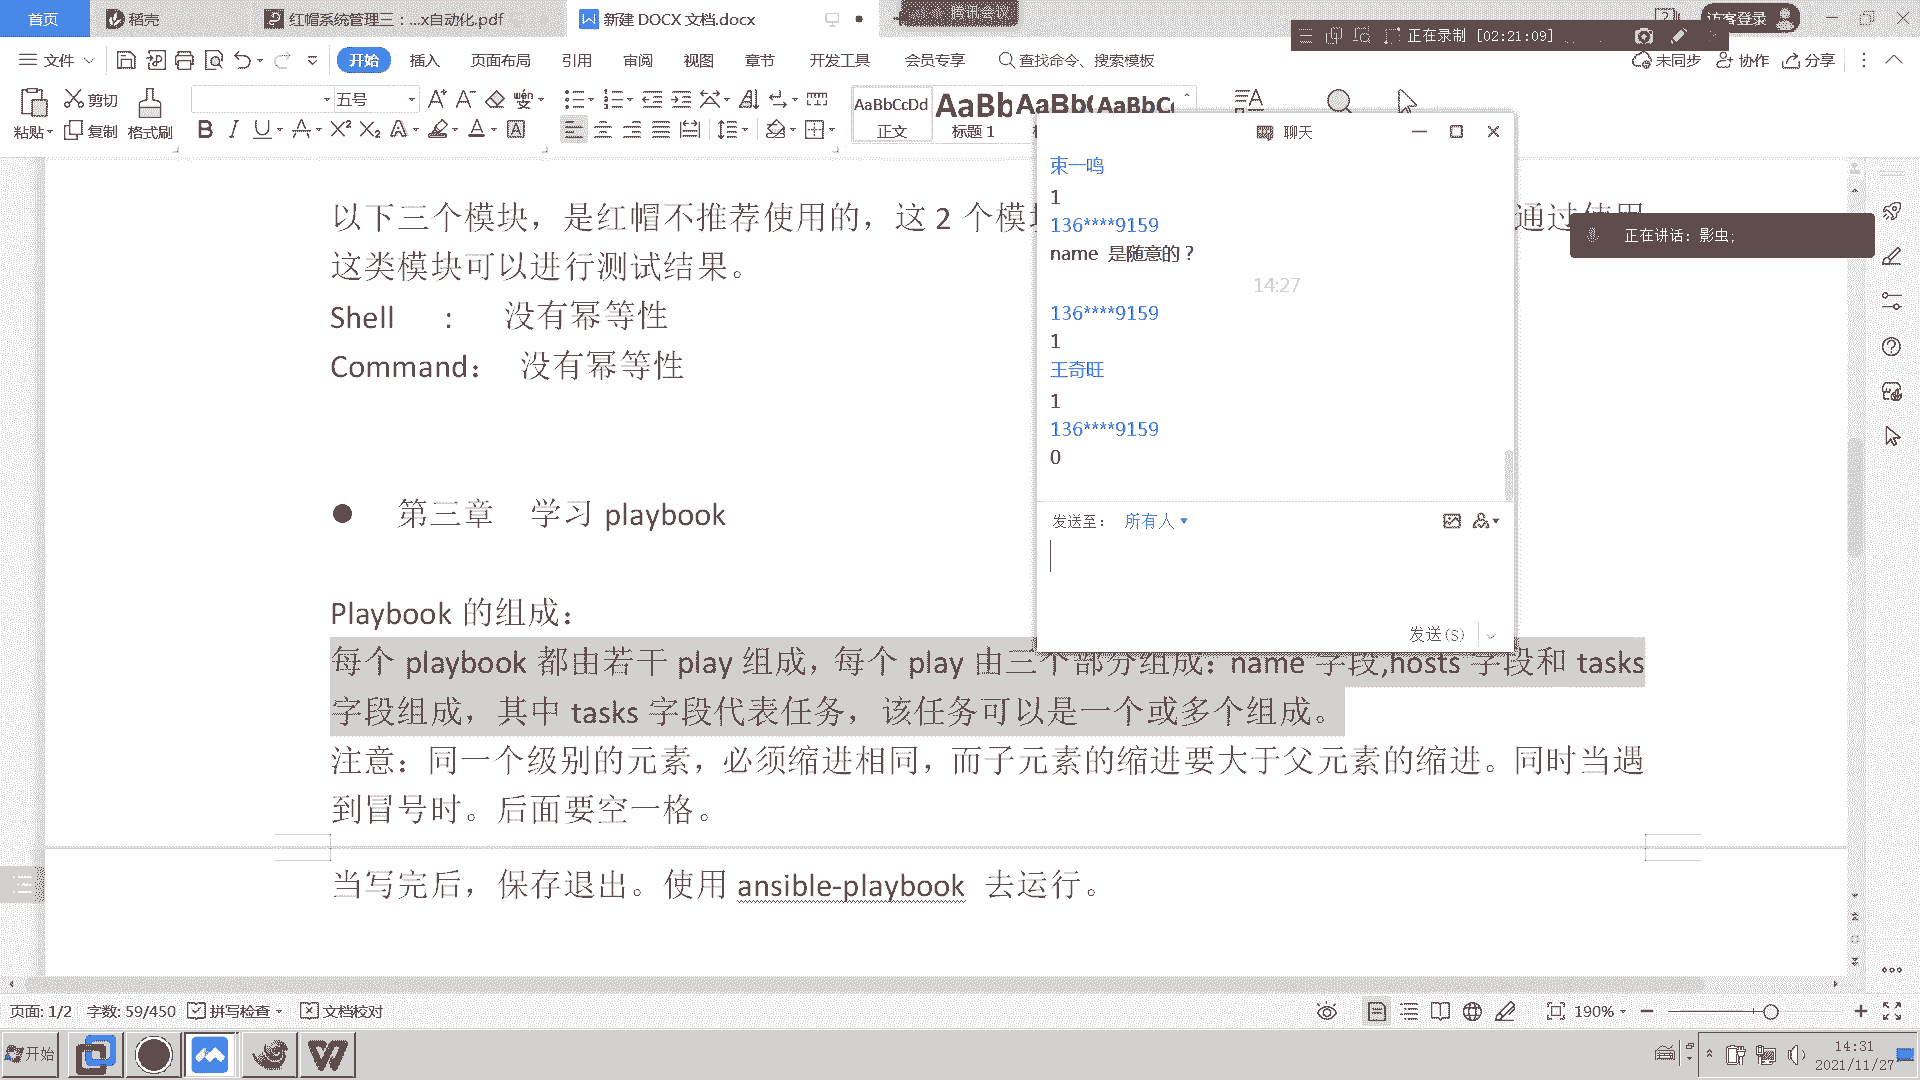 首页
稻壳
红帽系统管理三：...x自动化.pdf
新建 DOCX 文档.docx
腾讯会议
访客登录
正在录制 [02:21:09]
文件
开始
插入
页面布局
引用
审阅
视图
章节
开发工具
会员专享
查找命令、搜索模板
未同步
协作
分享
粘贴
剪切
复制
格式刷
五号
AaBbCcDd
正文
AaBb
标题 1
AaBb(
AaBbC
聊天
束一鸣
1
136****9159
name 是随意的？
14:27
136****9159
1
王奇旺
1
136****9159
0
发送至：
所有人
发送(S)
正在讲话: 影虫;
以下三个模块，是红帽不推荐使用的，这 2 个模块
通过使用
这类模块可以进行测试结果。
Shell ： 没有幂等性
Command： 没有幂等性
● 第三章 学习 playbook
Playbook 的组成：
每个 playbook 都由若干 play 组成，每个 play 由三个部分组成：name 字段,hosts 字段和 tasks
字段组成，其中 tasks 字段代表任务，该任务可以是一个或多个组成。
注意：同一个级别的元素，必须缩进相同，而子元素的缩进要大于父元素的缩进。同时当遇
到冒号时。后面要空一格。
当写完后，保存退出。使用 ansible-playbook 去运行。
页面: 1/2
字数: 59/450
拼写检查
文档校对
190%
开始
14:31
2021/11/27